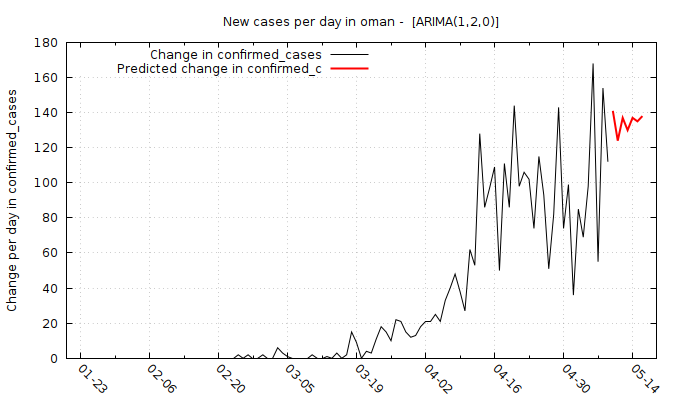 New cases per day in oman -  [ARIMA(1,2,0)]
Change in confirmed_cases
Predicted change in confirmed_c
Change per day in confirmed_cases
180
160
140
120
100
80
60
40
20
0
01-23 02-06 02-20 03-05 03-19 04-02 04-16 04-30 05-14